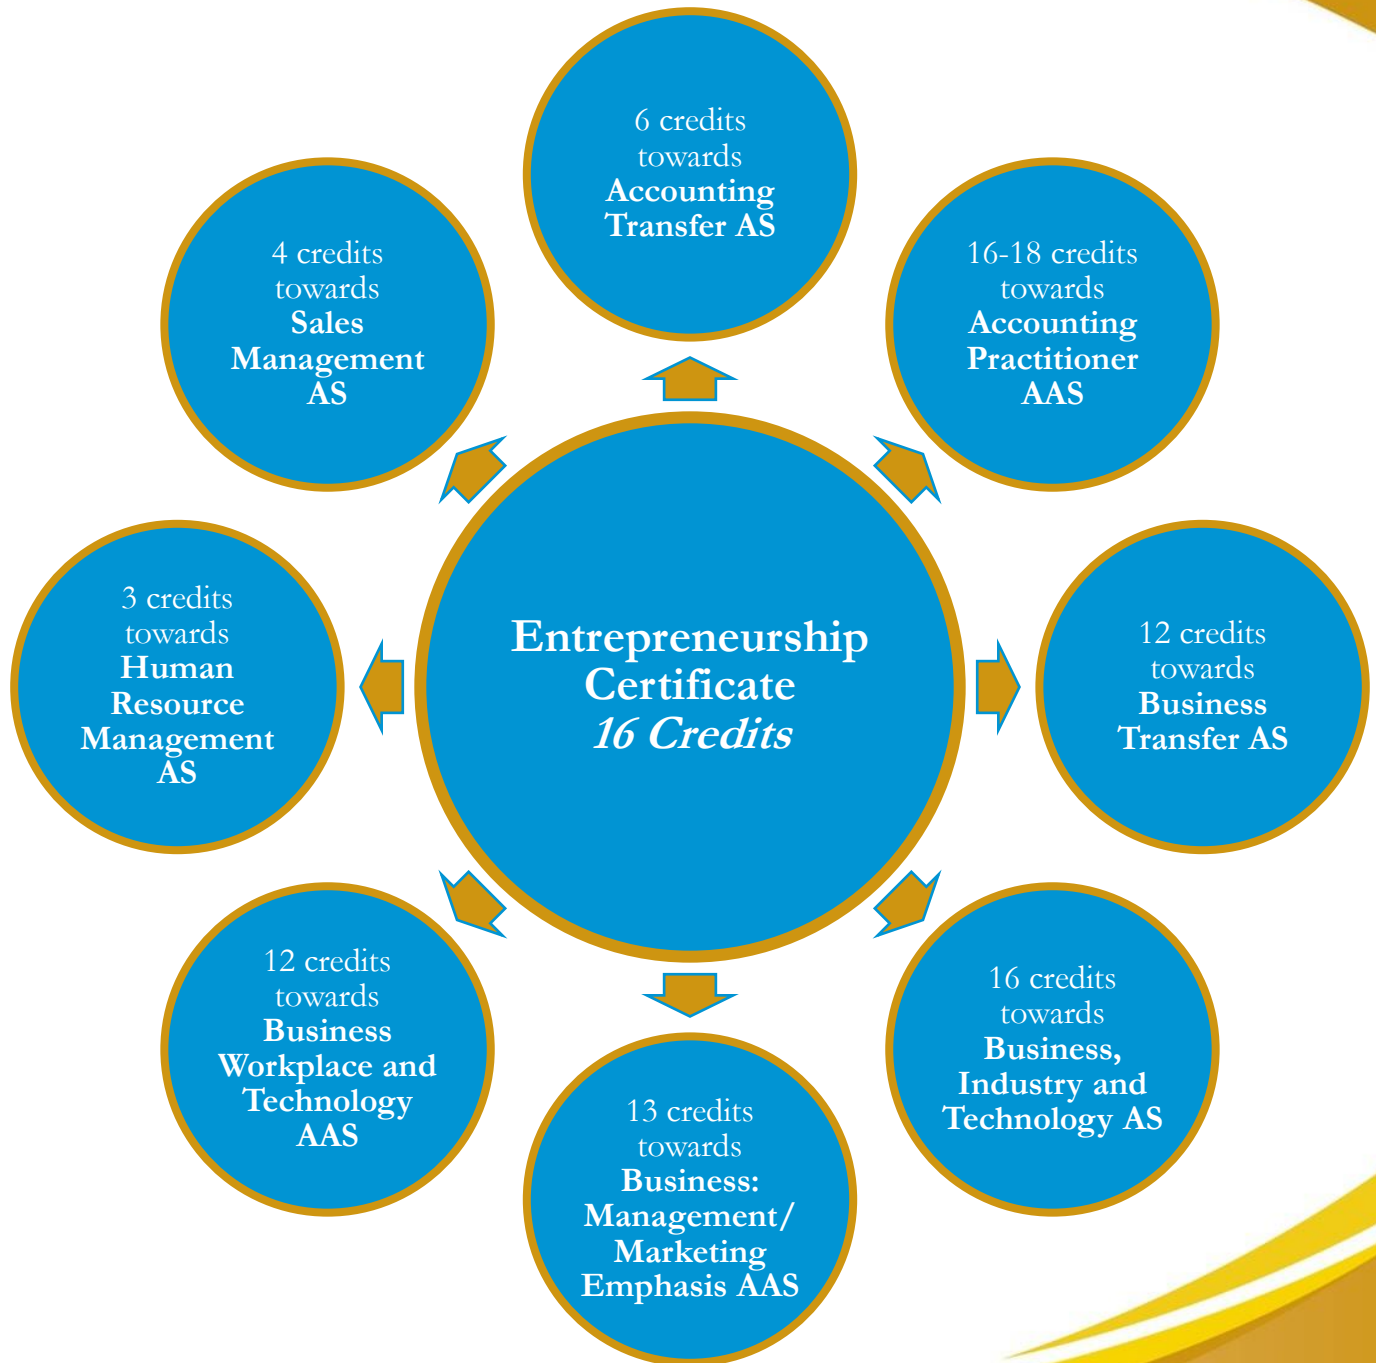 6 credits
towards
Accounting
Transfer AS
16-18 credits
towards
Accounting
Practitioner
AAS
12 credits
towards
Business
Transfer AS
16 credits
towards
Business,
Industry and
Technology AS
13 credits
towards
Business:
Management/
Marketing
Emphasis AAS
12 credits
towards
Business
Workplace and
Technology
AAS
3 credits
towards
Human
Resource
Management
AS
4 credits
towards
Sales
Management
AS
Entrepreneurship
Certificate
16 Credits